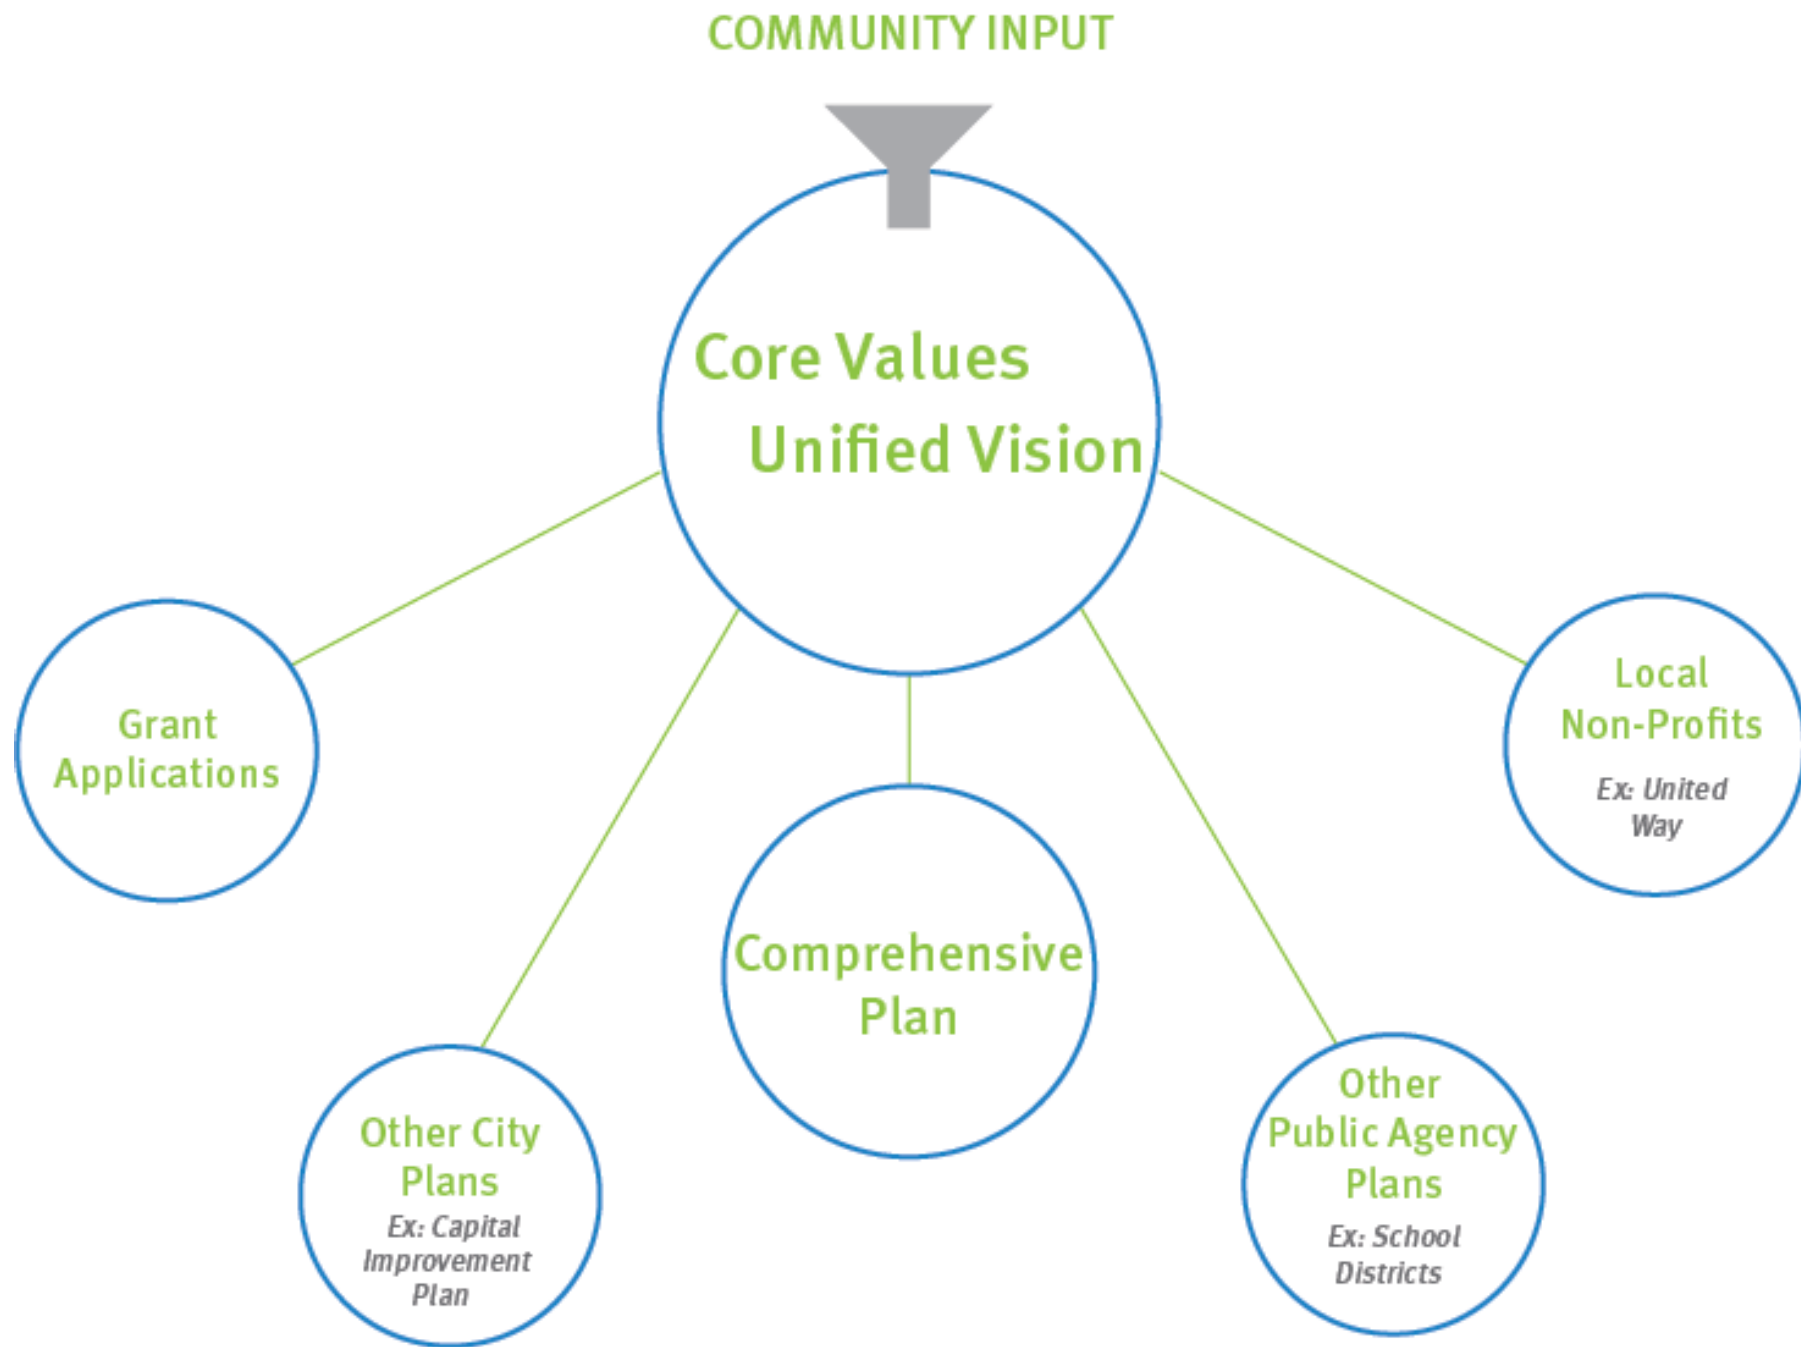 COMMUNITY INPUT
Core Values
Unified Vision
Grant
Applications
Local
Non-Profits
Ex: United
Way
Comprehensive
Plan
Other City
Plans
Ex: Capital
Improvement
Plan
Other
Public Agency
Plans
Ex: School
Districts